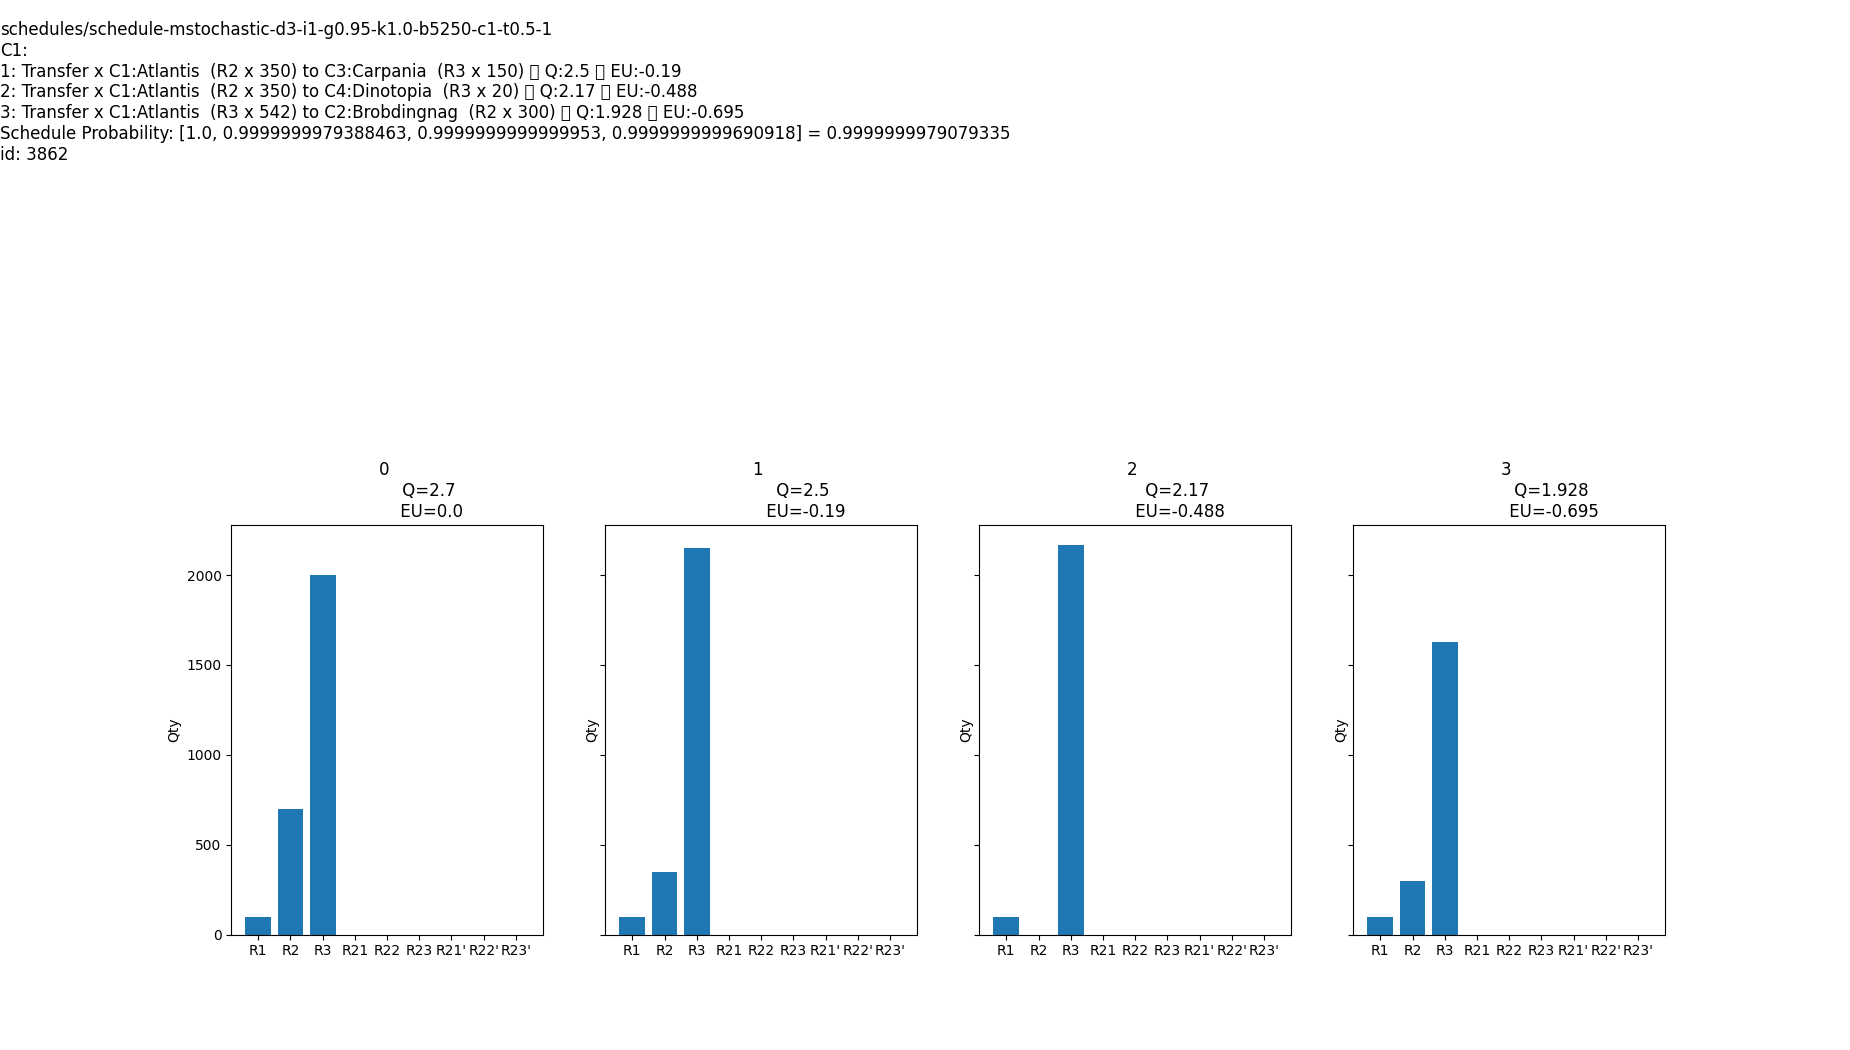 schedules/schedule-mstochastic-d3-i1-g0.95-k1.0-b5250-c1-t0.5-1
C1:
1: Transfer x C1:Atlantis  (R2 x 350) to C3:Carpania  (R3 x 150) ▯ Q:2.5 ▯ EU:-0.19
2: Transfer x C1:Atlantis  (R2 x 350) to C4:Dinotopia  (R3 x 20) ▯ Q:2.17 ▯ EU:-0.488
3: Transfer x C1:Atlantis  (R3 x 542) to C2:Brobdingnag  (R2 x 300) ▯ Q:1.928 ▯ EU:-0.695
Schedule Probability: [1.0, 0.9999999979388463, 0.9999999999999953, 0.9999999999690918] = 0.9999999979079335
id: 3862
0
Q=2.7
EU=0.0
Qty
2000
1500
1000
500
0
R1 R2 R3 R21 R22 R23 R21' R22' R23'
1
Q=2.5
EU=-0.19
Qty
R1 R2 R3 R21 R22 R23 R21' R22' R23'
2
Q=2.17
EU=-0.488
Qty
R1 R2 R3 R21 R22 R23 R21' R22' R23'
3
Q=1.928
EU=-0.695
Qty
R1 R2 R3 R21 R22 R23 R21' R22' R23'